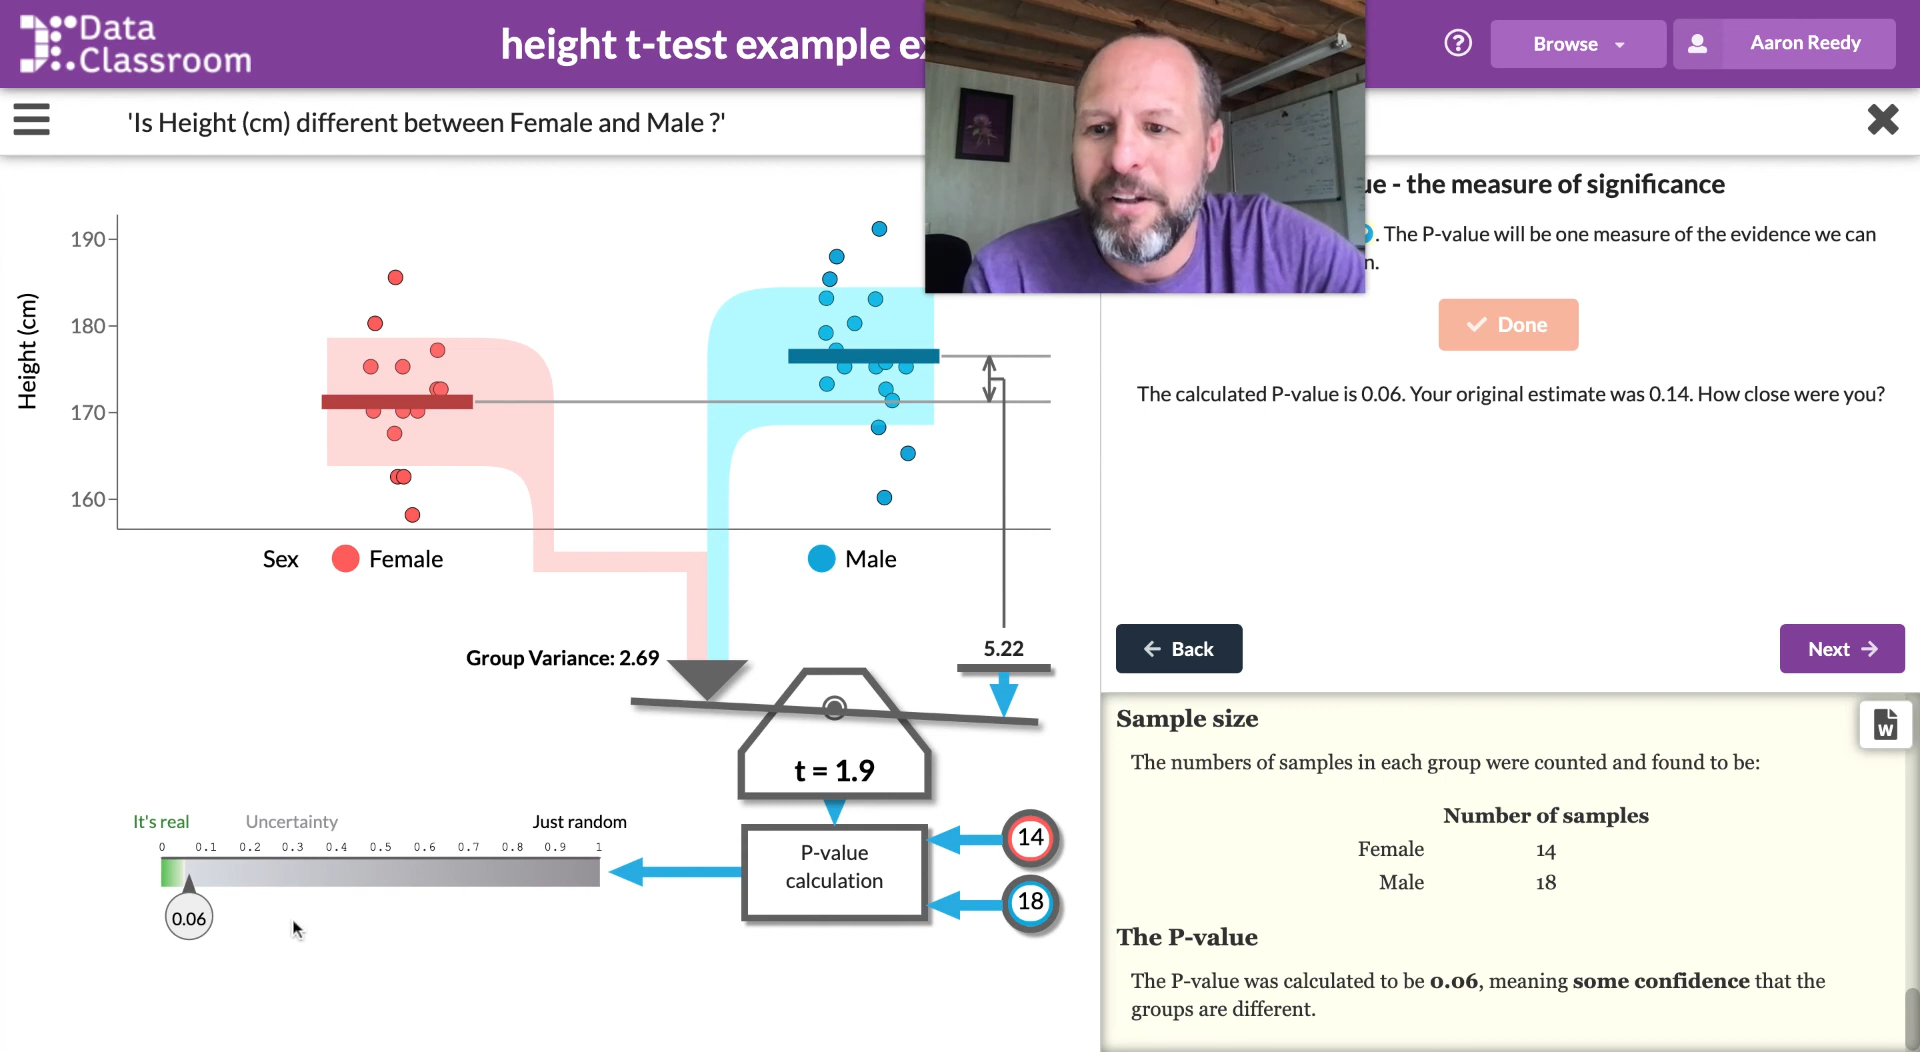 Data
Classroom
height t-test example
Browse
Aaron Reedy
'Is Height (cm) different between Female and Male ?'
- the measure of significance
. The P-value will be one measure of the evidence we can
Done
The calculated P-value is 0.06. Your original estimate was 0.14. How close were you?
Height (cm)
190
180
170
160
Sex Female Male
Back
Next
Group Variance: 2.69
5.22
t = 1.9
It's real Uncertainty Just random
0 0.1 0.2 0.3 0.4 0.5 0.6 0.7 0.8 0.9 1
0.06
P-value
calculation
14
18
Sample size
W
The numbers of samples in each group were counted and found to be:
Number of samples
Female 14
Male 18
The P-value
The P-value was calculated to be 0.06, meaning some confidence that the
groups are different.